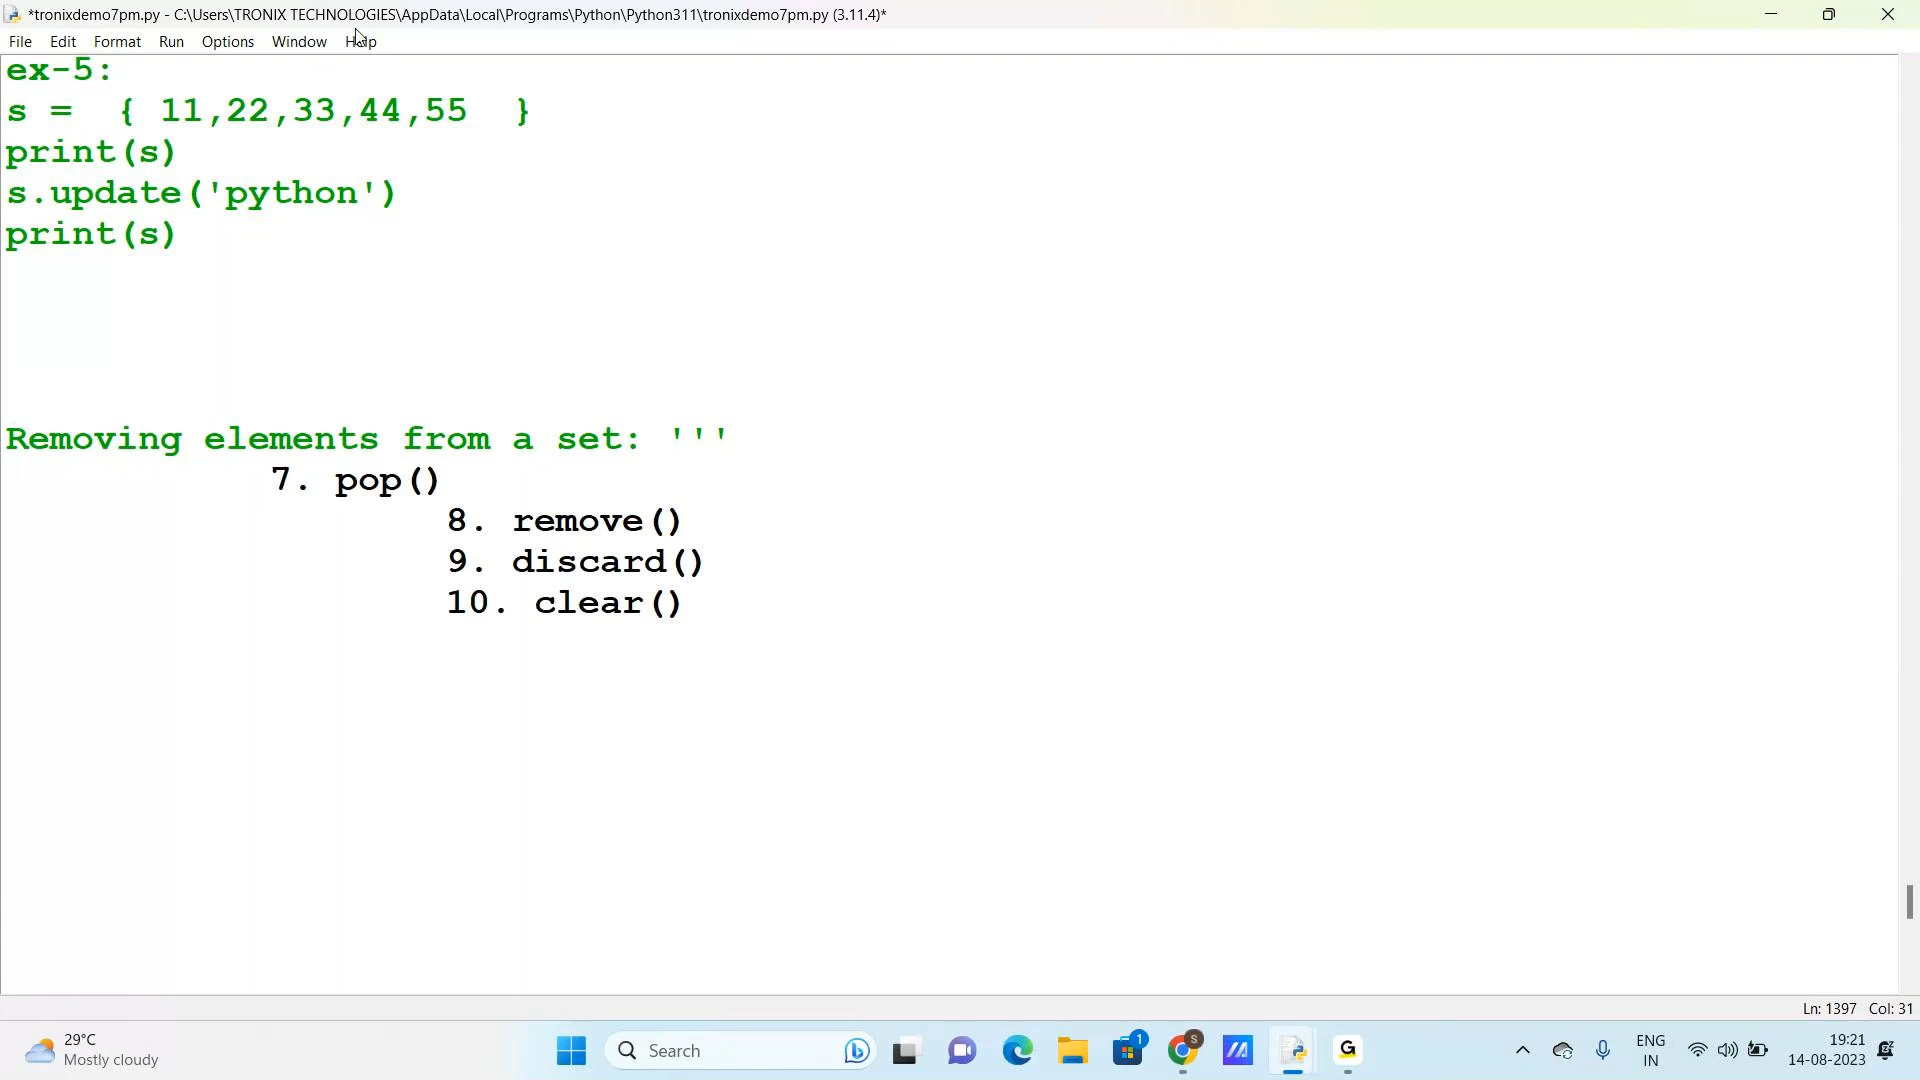 *tronixdemo7pm.py - C:\Users\TRONIX TECHNOLOGIES\AppData\Local\Programs\Python\Python311\tronixdemo7pm.py (3.11.4)*
File Edit Format Run Options Window Help
ex-5:
s =  { 11,22,33,44,55  }
print(s)
s.update('python')
print(s)
Removing elements from a set: '''
7. pop()
8. remove()
9. discard()
10. clear()
Ln: 1397 Col: 31
29°C
Mostly cloudy
Search
1
S
G
ENG
IN
19:21
14-08-2023